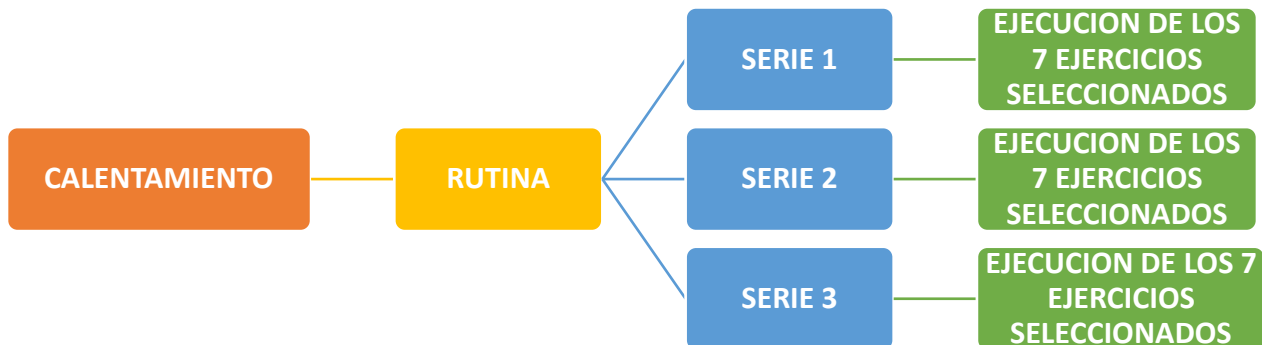 CALENTAMIENTO
RUTINA
SERIE 1
EJECUCION DE LOS
7 EJERCICIOS
SELECCIONADOS
SERIE 2
EJECUCION DE LOS
7 EJERCICIOS
SELECCIONADOS
SERIE 3
EJECUCION DE LOS 7
EJERCICIOS
SELECCIONADOS